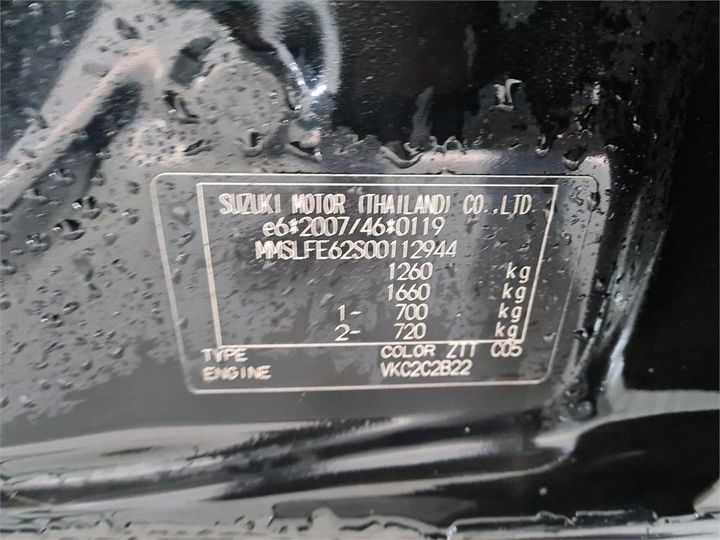 SUZUKI MOTOR (THAILAND) CO.,LTD.
e6*2007/46*0119
MMSLFE62S00112944
1260 kg
1660 kg
1- 700 kg
2- 720 kg
TYPE COLOR ZTT C05
ENGINE VKC2C2B22